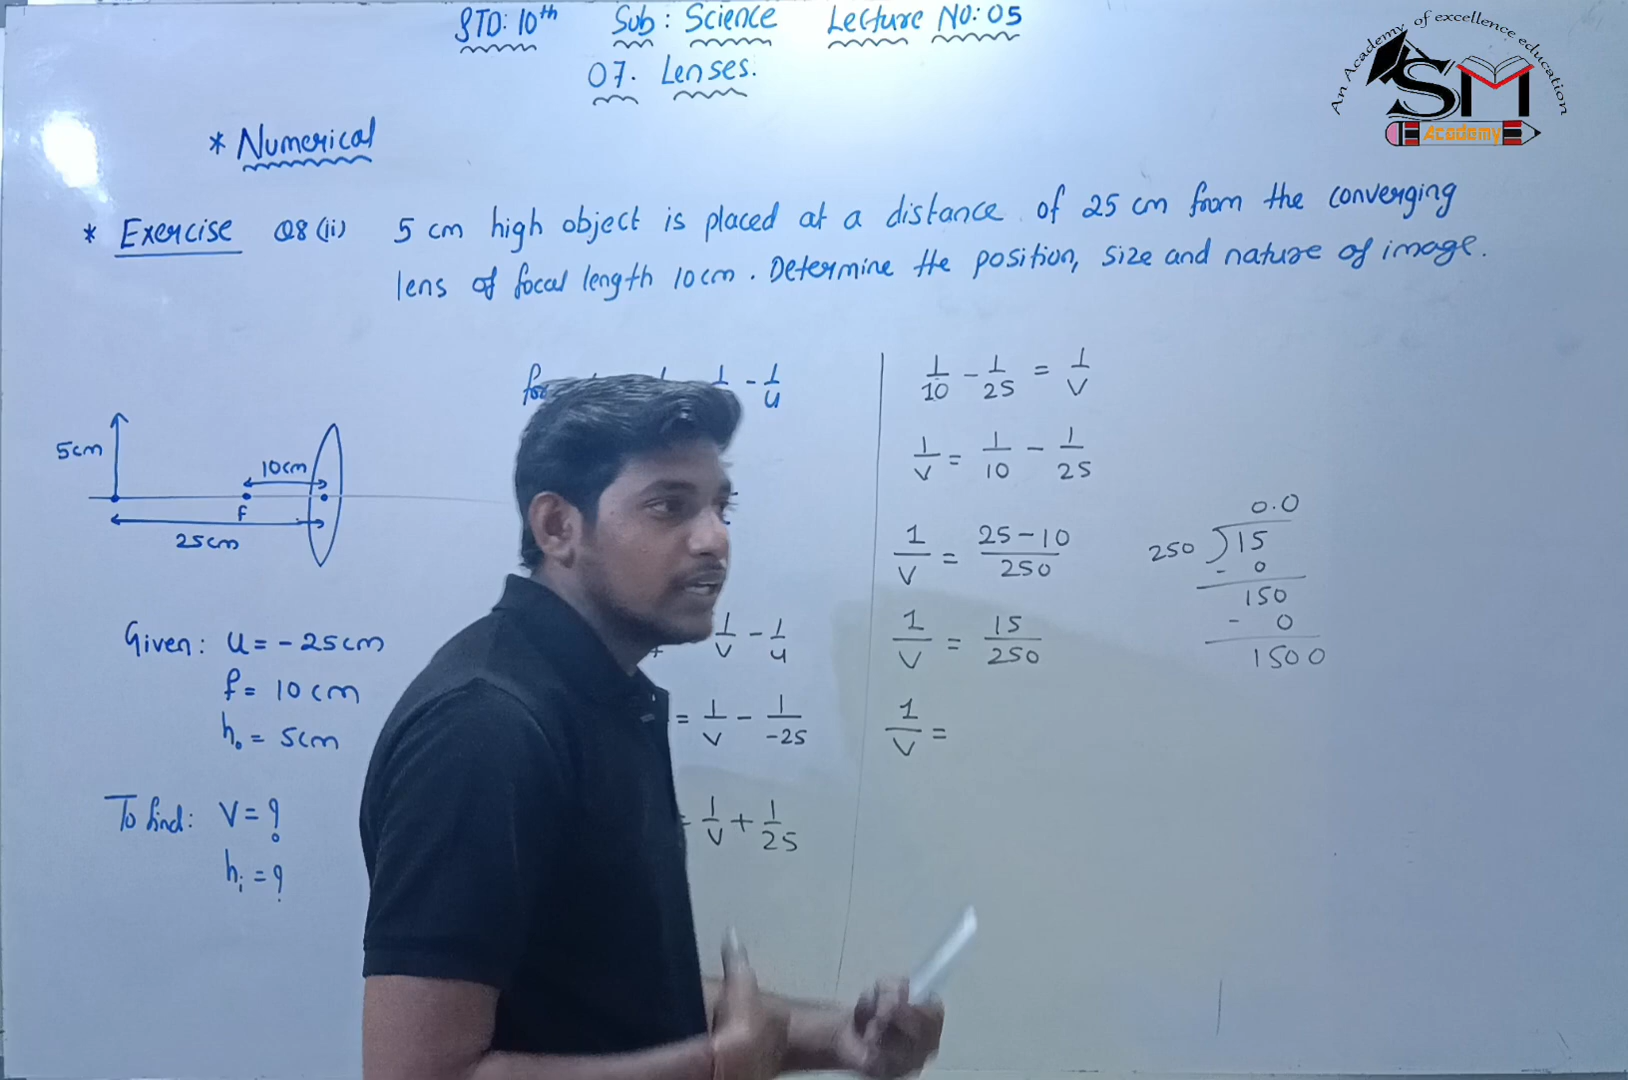 STD: 10th Sub: Science Lecture No: 05
07. Lenses.
An Academy of excellence education
SM
Academy
* Numerical
* Exercise Q8 (ii) 5 cm high object is placed at a distance of 25 cm from the converging
lens of focal length 10cm. Determine the position, size and nature of image.
5cm
10cm
f
25cm
Given: u = - 25cm
f = 10 cm
h₀ = 5cm
To find: v = ?
hᵢ = ?
for
- 1/u
1/v - 1/u
= 1/v - 1/-25
= 1/v + 1/25
1/10 - 1/25 = 1/v
1/v = 1/10 - 1/25
1/v = 25-10/250
1/v = 15/250
1/v =
0.0
250 ) 15
- 0
150
- 0
1500